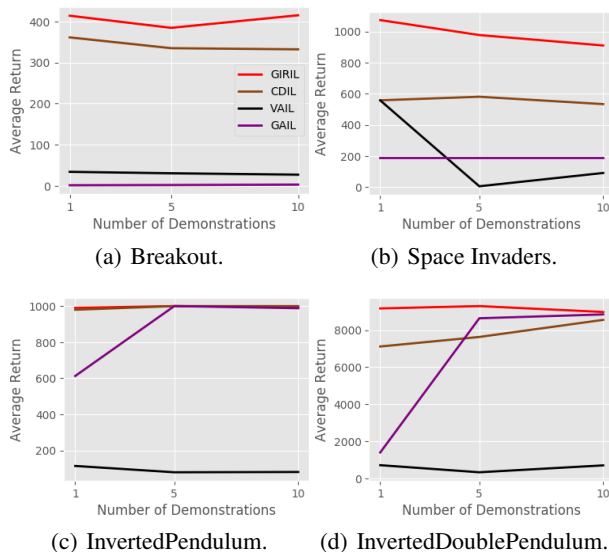 400
300
200
100
0
Average Return
GIRIL
CDIL
VAIL
GAIL
1 5 10
Number of Demonstrations
(a) Breakout.
1000
800
600
400
200
0
Average Return
1 5 10
Number of Demonstrations
(b) Space Invaders.
1000
800
600
400
200
Average Return
1 5 10
Number of Demonstrations
(c) InvertedPendulum.
8000
6000
4000
2000
0
Average Return
1 5 10
Number of Demonstrations
(d) InvertedDoublePendulum.